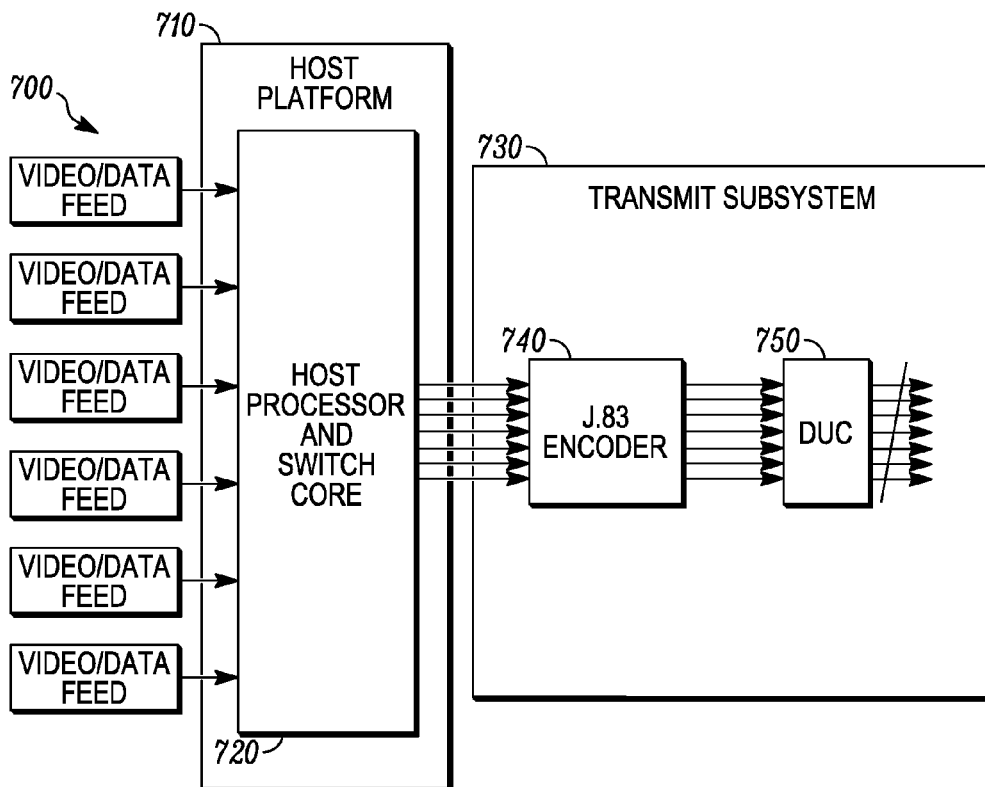 710
HOST
PLATFORM
700
730
VIDEO/DATA
FEED
TRANSMIT SUBSYSTEM
VIDEO/DATA
FEED
VIDEO/DATA
FEED
740
750
HOST
PROCESSOR
AND
SWITCH
CORE
J.83
ENCODER
DUC
VIDEO/DATA
FEED
VIDEO/DATA
FEED
VIDEO/DATA
FEED
720